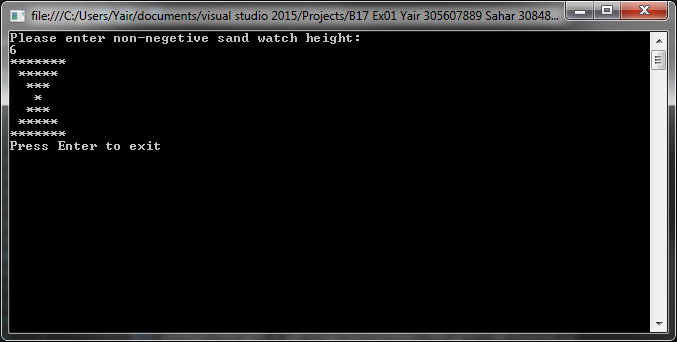 file:///C:/Users/Yair/documents/visual studio 2015/Projects/B17 Ex01 Yair 305607889 Sahar 30848...
Please enter non-negetive sand watch height:
6
*******
 *****
  ***
   *
  ***
 *****
*******
Press Enter to exit